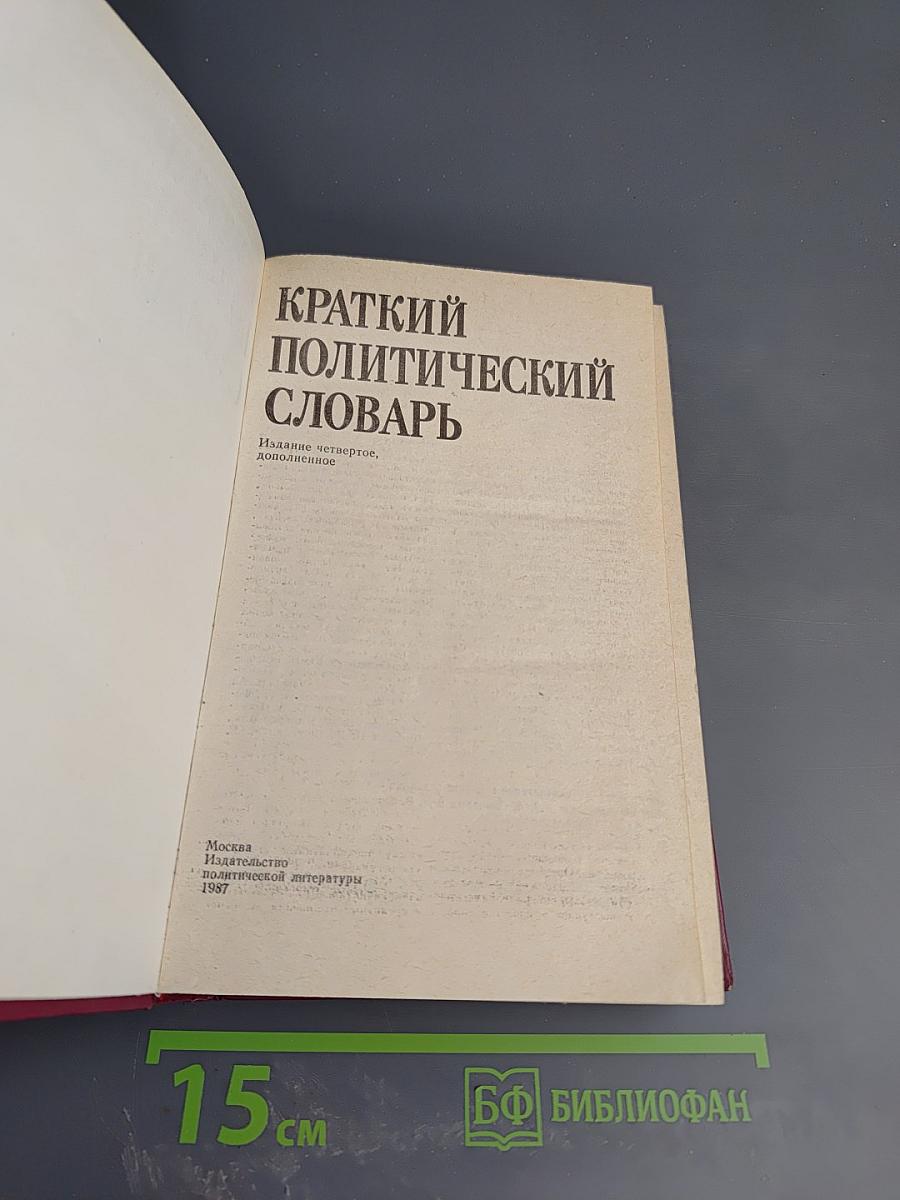 КРАТКИЙ
ПОЛИТИЧЕСКИЙ
СЛОВАРЬ
Издание четвертое,
дополненное
Москва
Издательство
политической литературы
1987
15 см
БФ БИБЛИОФАН